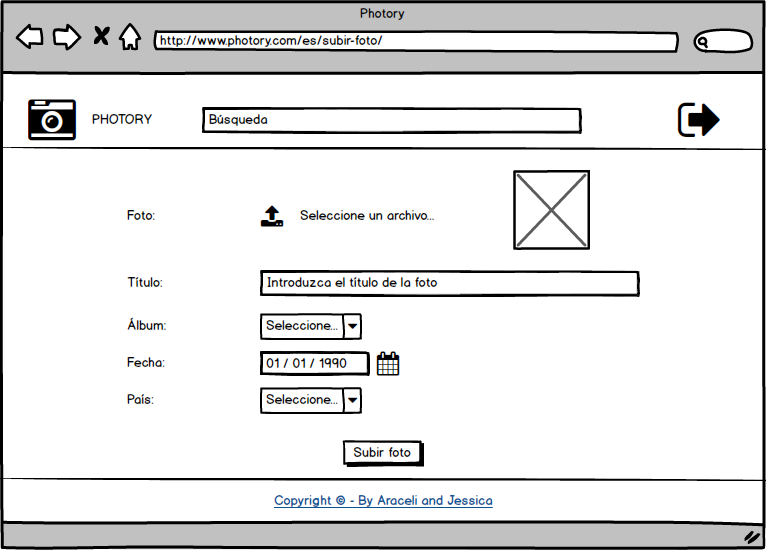 Photory
http://www.photory.com/es/subir-foto/
PHOTORY
Búsqueda
Foto:
Seleccione un archivo...
Título:
Introduzca el título de la foto
Álbum:
Seleccione...
Fecha:
01 / 01 / 1990
País:
Seleccione...
Subir foto
Copyright © - By Araceli and Jessica